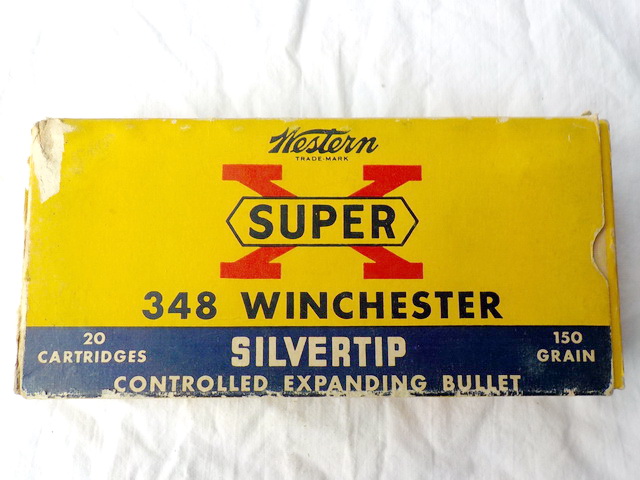 Western
TRADE-MARK
SUPER X
348 WINCHESTER
20
CARTRIDGES
SILVERTIP
150
GRAIN
CONTROLLED EXPANDING BULLET